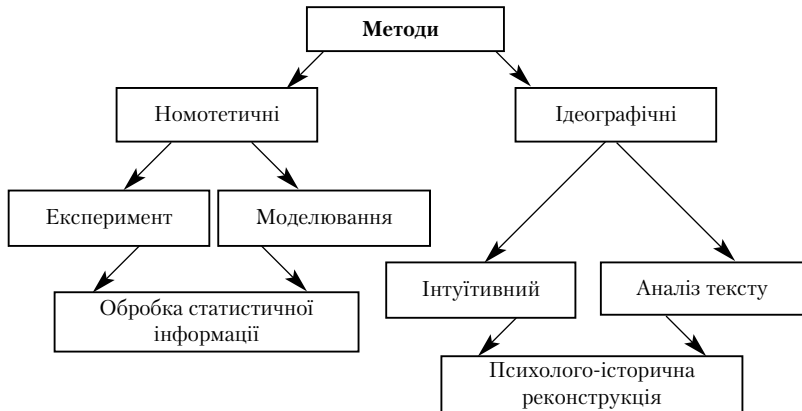 Методи
Номотетичні
Ідеографічні
Експеримент
Моделювання
Інтуїтивний
Аналіз тексту
Обробка статистичної
інформації
Психолого-історична
реконструкція